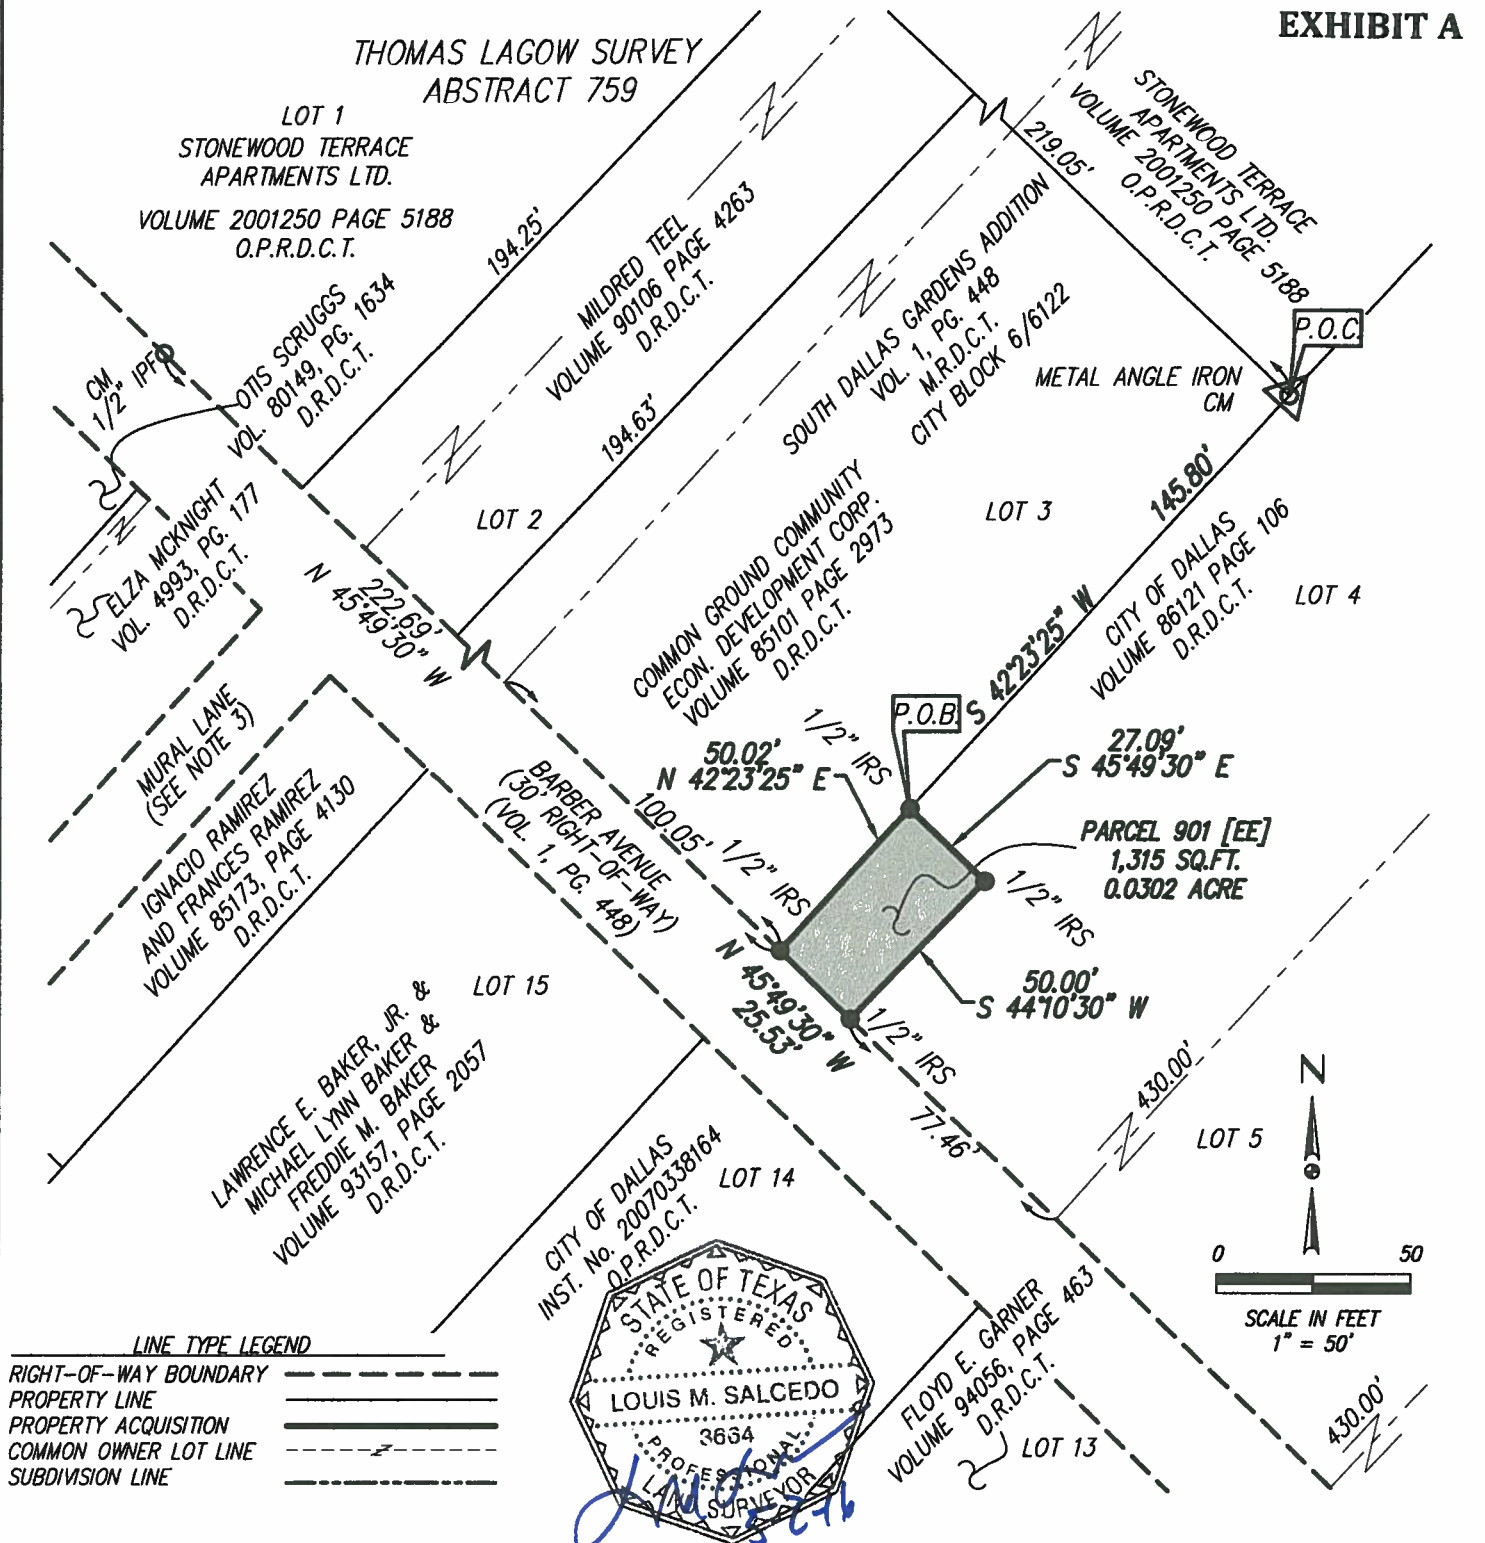 EXHIBIT A
THOMAS LAGOW SURVEY
ABSTRACT 759
LOT 1
STONEWOOD TERRACE
APARTMENTS LTD.
VOLUME 2001250 PAGE 5188
O.P.R.D.C.T.
194.25'
MILDRED TEEL
VOLUME 90106 PAGE 4263
D.R.D.C.T.
219.05'
STONEWOOD TERRACE
APARTMENTS LTD.
VOLUME 2001250 PAGE 5188
O.P.R.D.C.T.
CM
1/2" IPF
OTIS SCRUGGS
VOL. 80149, PG. 1634
D.R.D.C.T.
194.63'
SOUTH DALLAS GARDENS ADDITION
VOL. 1, PG. 448
M.R.D.C.T.
CITY BLOCK 6/6122
P.O.C.
METAL ANGLE IRON
CM
ELZA MCKNIGHT
VOL. 4993, PG. 177
D.R.D.C.T.
LOT 2
LOT 3
145.80'
S 42°23'25" W
222.69'
N 45°49'30" W
COMMON GROUND COMMUNITY
ECON. DEVELOPMENT CORP.
VOLUME 85101 PAGE 2973
D.R.D.C.T.
CITY OF DALLAS
VOLUME 86121 PAGE 106
D.R.D.C.T.
LOT 4
MURAL LANE
(SEE NOTE 3)
P.O.B.
1/2" IRS
50.02'
N 42°23'25" E
27.09'
S 45°49'30" E
IGNACIO RAMIREZ
AND FRANCES RAMIREZ
VOLUME 85173, PAGE 4130
D.R.D.C.T.
BARBER AVENUE
(30' RIGHT-OF-WAY)
(VOL. 1, PG. 448)
100.05'
1/2" IRS
PARCEL 901 [EE]
1,315 SQ.FT.
0.0302 ACRE
1/2" IRS
LOT 15
N 45°49'30" W
25.53'
50.00'
S 44°10'30" W
1/2" IRS
LAWRENCE E. BAKER, JR. &
MICHAEL LYNN BAKER &
FREDDIE M. BAKER
VOLUME 93157, PAGE 2057
D.R.D.C.T.
77.46'
430.00'
LOT 5
N
CITY OF DALLAS
INST. No. 20070338164
O.P.R.D.C.T.
LOT 14
0 50
SCALE IN FEET
1" = 50'
STATE OF TEXAS
REGISTERED
LOUIS M. SALCEDO
3664
PROFESSIONAL
LAND SURVEYOR
FLOYD E. GARNER
VOLUME 94056, PAGE 463
D.R.D.C.T.
LOT 13
430.00'
LINE TYPE LEGEND
RIGHT-OF-WAY BOUNDARY
PROPERTY LINE
PROPERTY ACQUISITION
COMMON OWNER LOT LINE
SUBDIVISION LINE